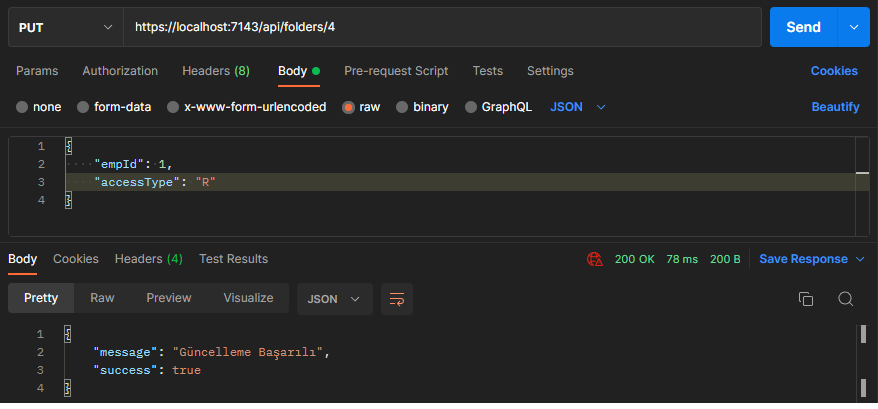 PUT https://localhost:7143/api/folders/4 Send
Params Authorization Headers (8) Body Pre-request Script Tests Settings Cookies
none form-data x-www-form-urlencoded raw binary GraphQL JSON Beautify
1 {
2 ····"empId":·1,
3 ····"accessType": "R"
4 }
Body Cookies Headers (4) Test Results 200 OK 78 ms 200 B Save Response
Pretty Raw Preview Visualize JSON
1 {
2 "message": "Güncelleme Başarılı",
3 "success": true
4 }